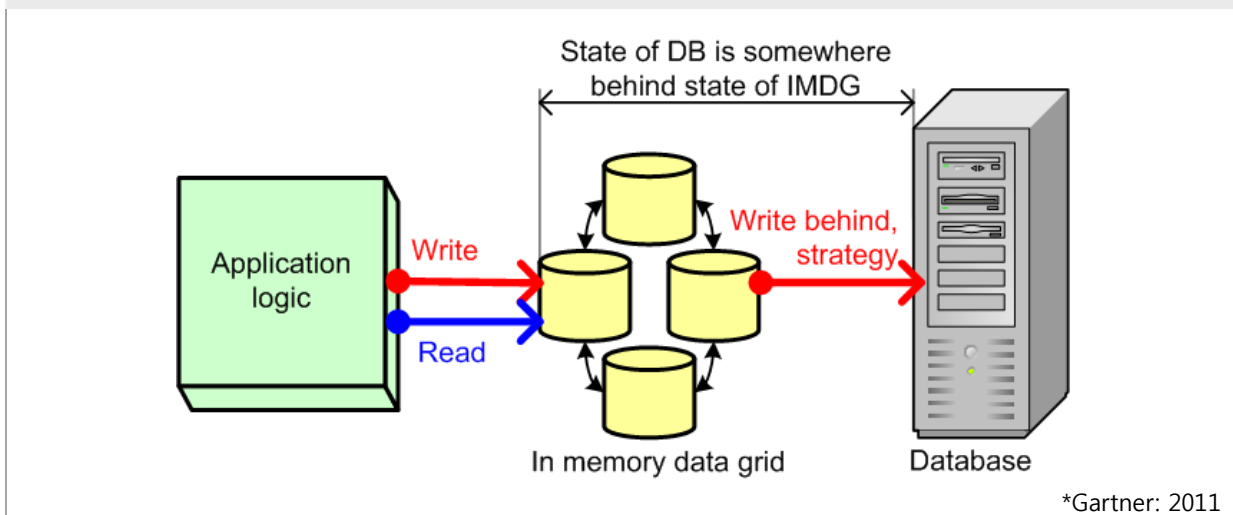 State of DB is somewhere
behind state of IMDG
Application
logic
Write
Read
Write behind,
strategy
In memory data grid
Database
*Gartner: 2011